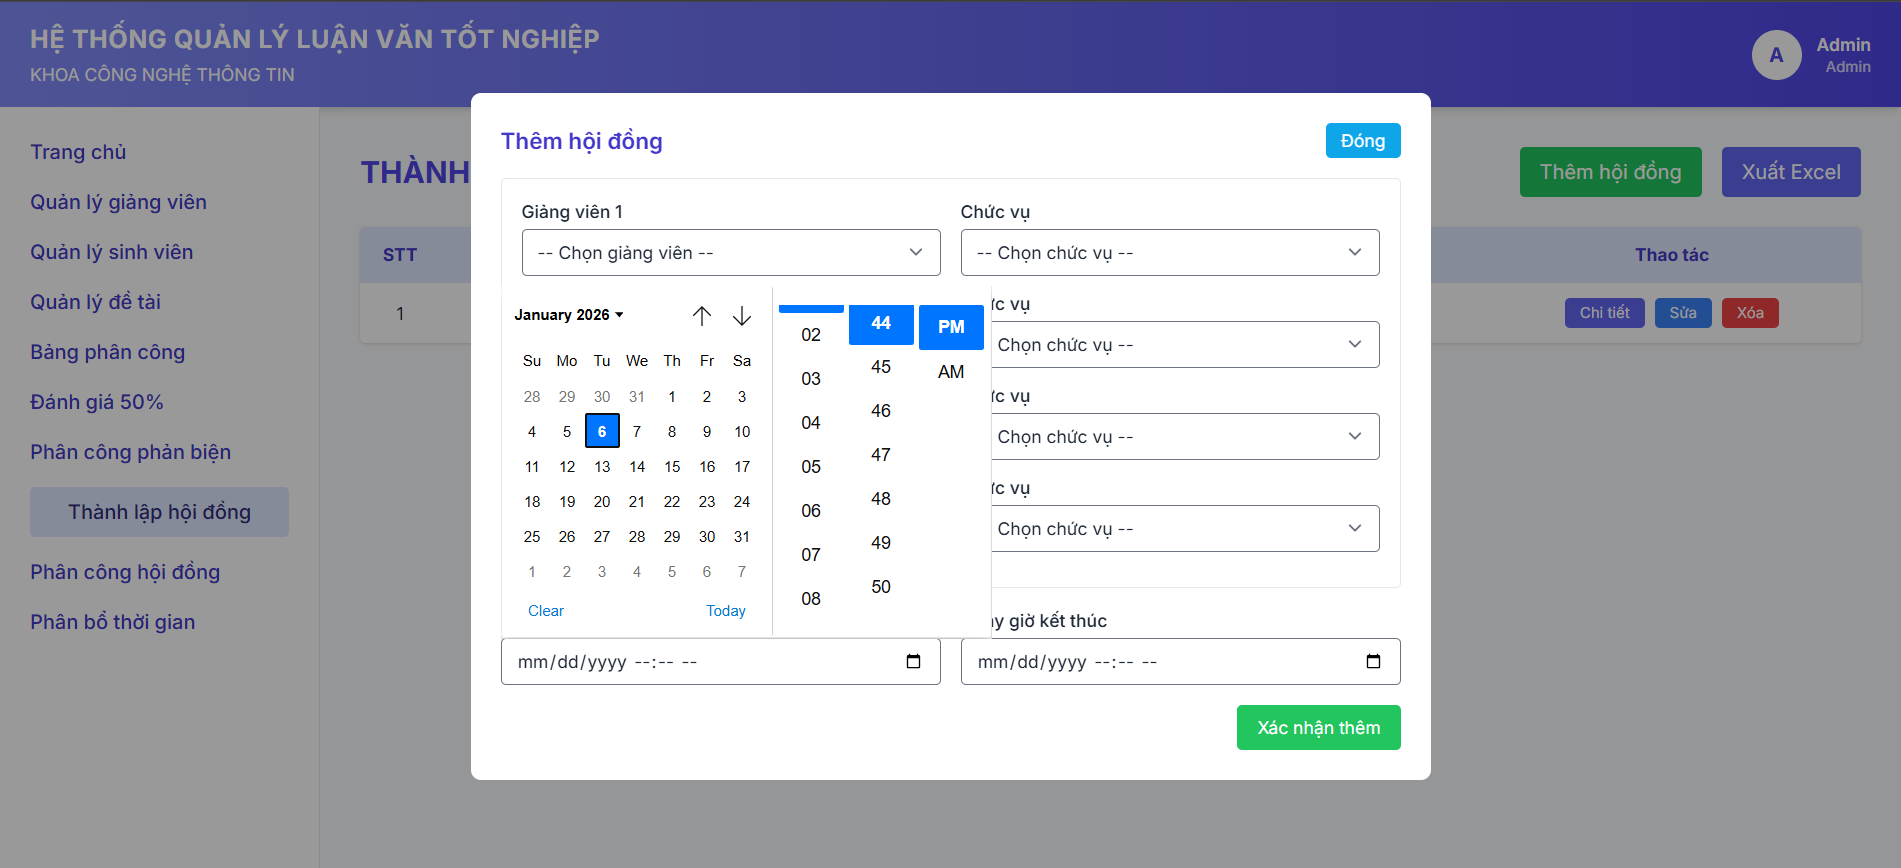 HỆ THỐNG QUẢN LÝ LUẬN VĂN TỐT NGHIỆP
KHOA CÔNG NGHỆ THÔNG TIN
A
Admin
Admin
Trang chủ
Quản lý giảng viên
Quản lý sinh viên
Quản lý đề tài
Bảng phân công
Đánh giá 50%
Phân công phản biện
Thành lập hội đồng
Phân công hội đồng
Phân bổ thời gian
THÀNH
Thêm hội đồng
Xuất Excel
STT
Thao tác
1
Chi tiết
Sửa
Xóa
Thêm hội đồng
Đóng
Giảng viên 1
Chức vụ
-- Chọn giảng viên --
-- Chọn chức vụ --
vụ
Chọn chức vụ --
vụ
Chọn chức vụ --
vụ
Chọn chức vụ --
January 2026
Su Mo Tu We Th Fr Sa
28 29 30 31 1 2 3
4 5 6 7 8 9 10
11 12 13 14 15 16 17
18 19 20 21 22 23 24
25 26 27 28 29 30 31
1 2 3 4 5 6 7
Clear
Today
02
03
04
05
06
07
08
44
45
46
47
48
49
50
PM
AM
giờ kết thúc
mm/dd/yyyy --:-- --
mm/dd/yyyy --:-- --
Xác nhận thêm